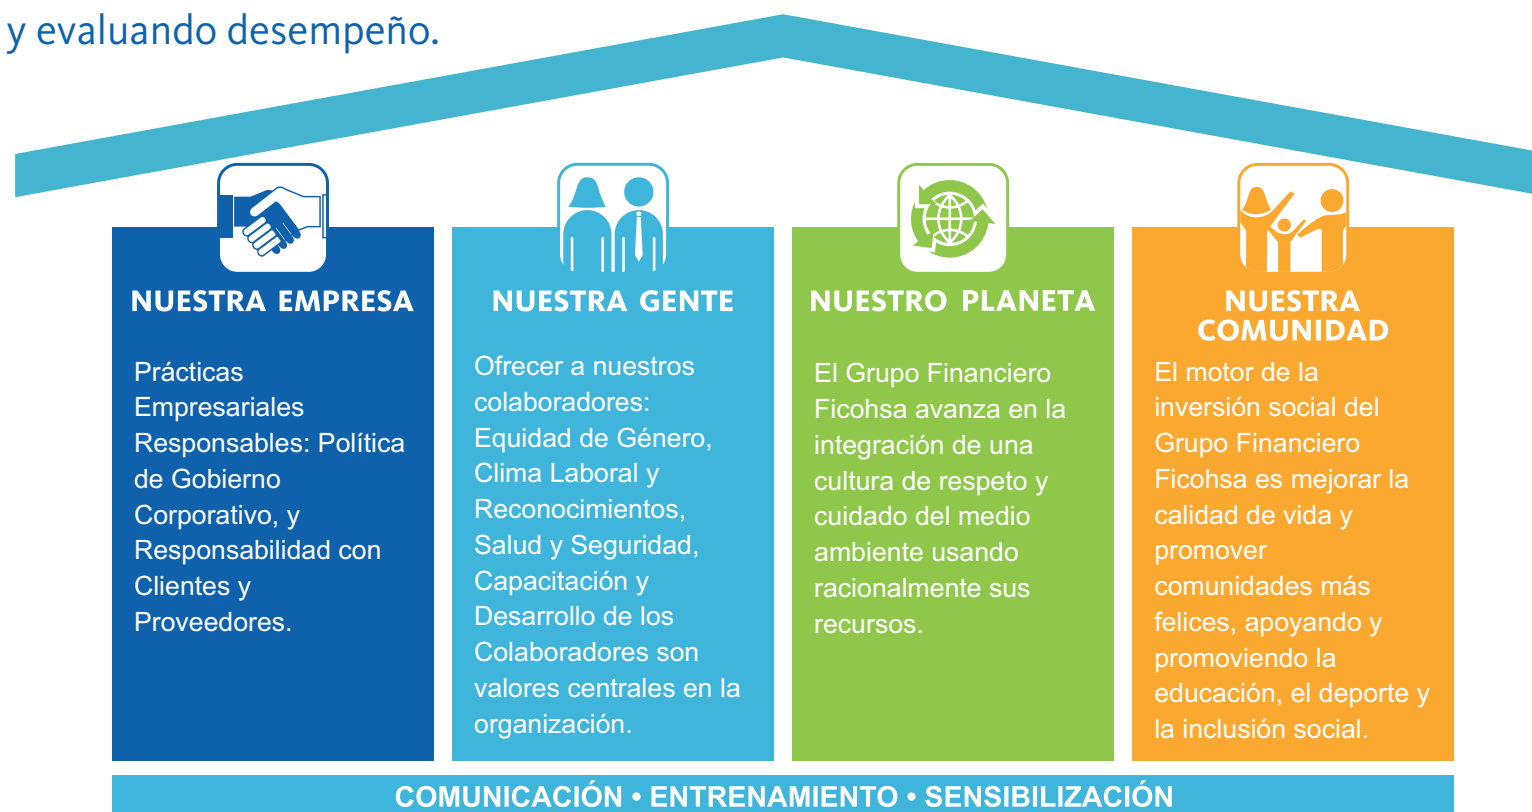 y evaluando desempeño.
NUESTRA EMPRESA
Prácticas
Empresariales
Responsables: Política
de Gobierno
Corporativo, y
Responsabilidad con
Clientes y
Proveedores.
NUESTRA GENTE
Ofrecer a nuestros
colaboradores:
Equidad de Género,
Clima Laboral y
Reconocimientos,
Salud y Seguridad,
Capacitación y
Desarrollo de los
Colaboradores son
valores centrales en la
organización.
NUESTRO PLANETA
El Grupo Financiero
Ficohsa avanza en la
integración de una
cultura de respeto y
cuidado del medio
ambiente usando
racionalmente sus
recursos.
NUESTRA
COMUNIDAD
El motor de la
inversión social del
Grupo Financiero
Ficohsa es mejorar la
calidad de vida y
promover
comunidades más
felices, apoyando y
promoviendo la
educación, el deporte y
la inclusión social.
COMUNICACIÓN • ENTRENAMIENTO • SENSIBILIZACIÓN